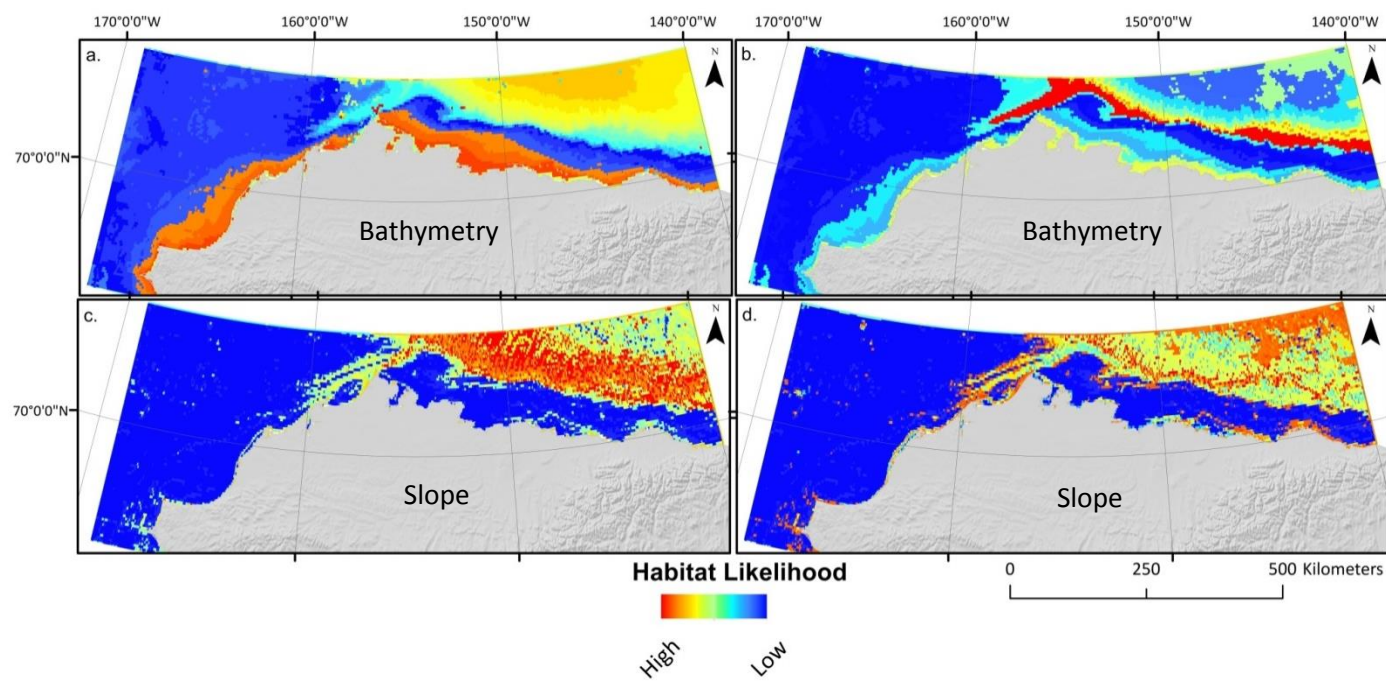 170°0'0"W 160°0'0"W 150°0'0"W 140°0'0"W
170°0'0"W 160°0'0"W 150°0'0"W 140°0'0"W
a. N
b. N
70°0'0"N
Bathymetry
Bathymetry
c. N
d. N
70°0'0"N
Slope
Slope
Habitat Likelihood
High Low
0 250 500 Kilometers